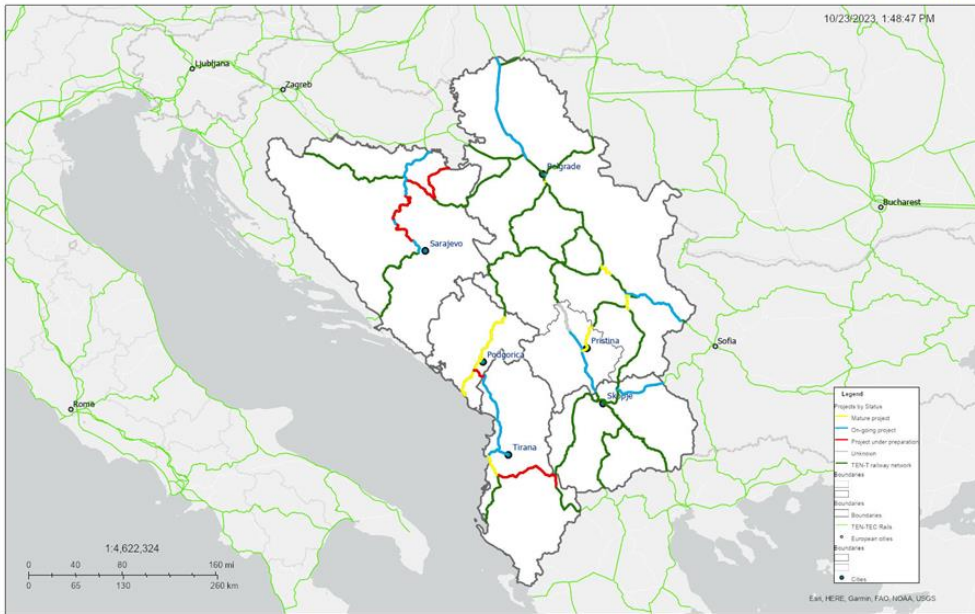 10/23/2023, 1:48:47 PM
Ljubljana
Zagreb
Belgrade
Bucharest
Sarajevo
Pristina
Sofia
Podgorica
Skopje
Roma
Tirana
Legend
Projects by Status
Mature project
On-going project
Project under preparation
Unknown
TEN-T railway network
Boundaries
Boundaries
Boundaries
TEN-TEC Rails
European cities
Boundaries
Cities
1:4,622,324
0 40 80 160 mi
0 65 130 260 km
Esri, HERE, Garmin, FAO, NOAA, USGS